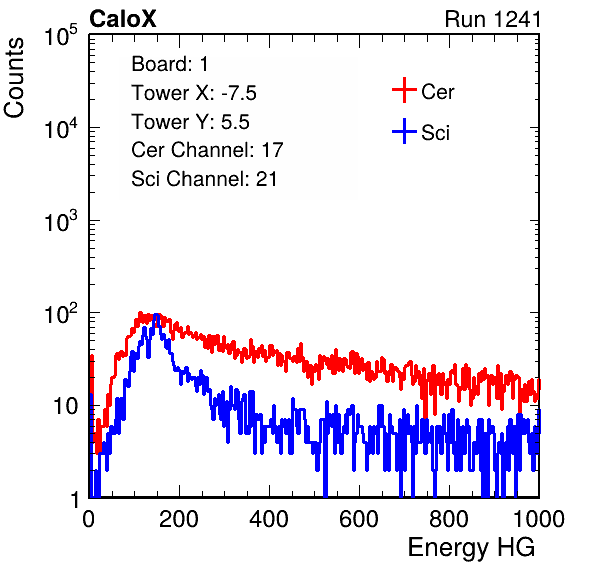 CaloX Run 1241
Counts
Board: 1
Tower X: -7.5
Tower Y: 5.5
Cer Channel: 17
Sci Channel: 21
Cer
Sci
10^5
10^4
10^3
10^2
10
1
0 200 400 600 800 1000
Energy HG